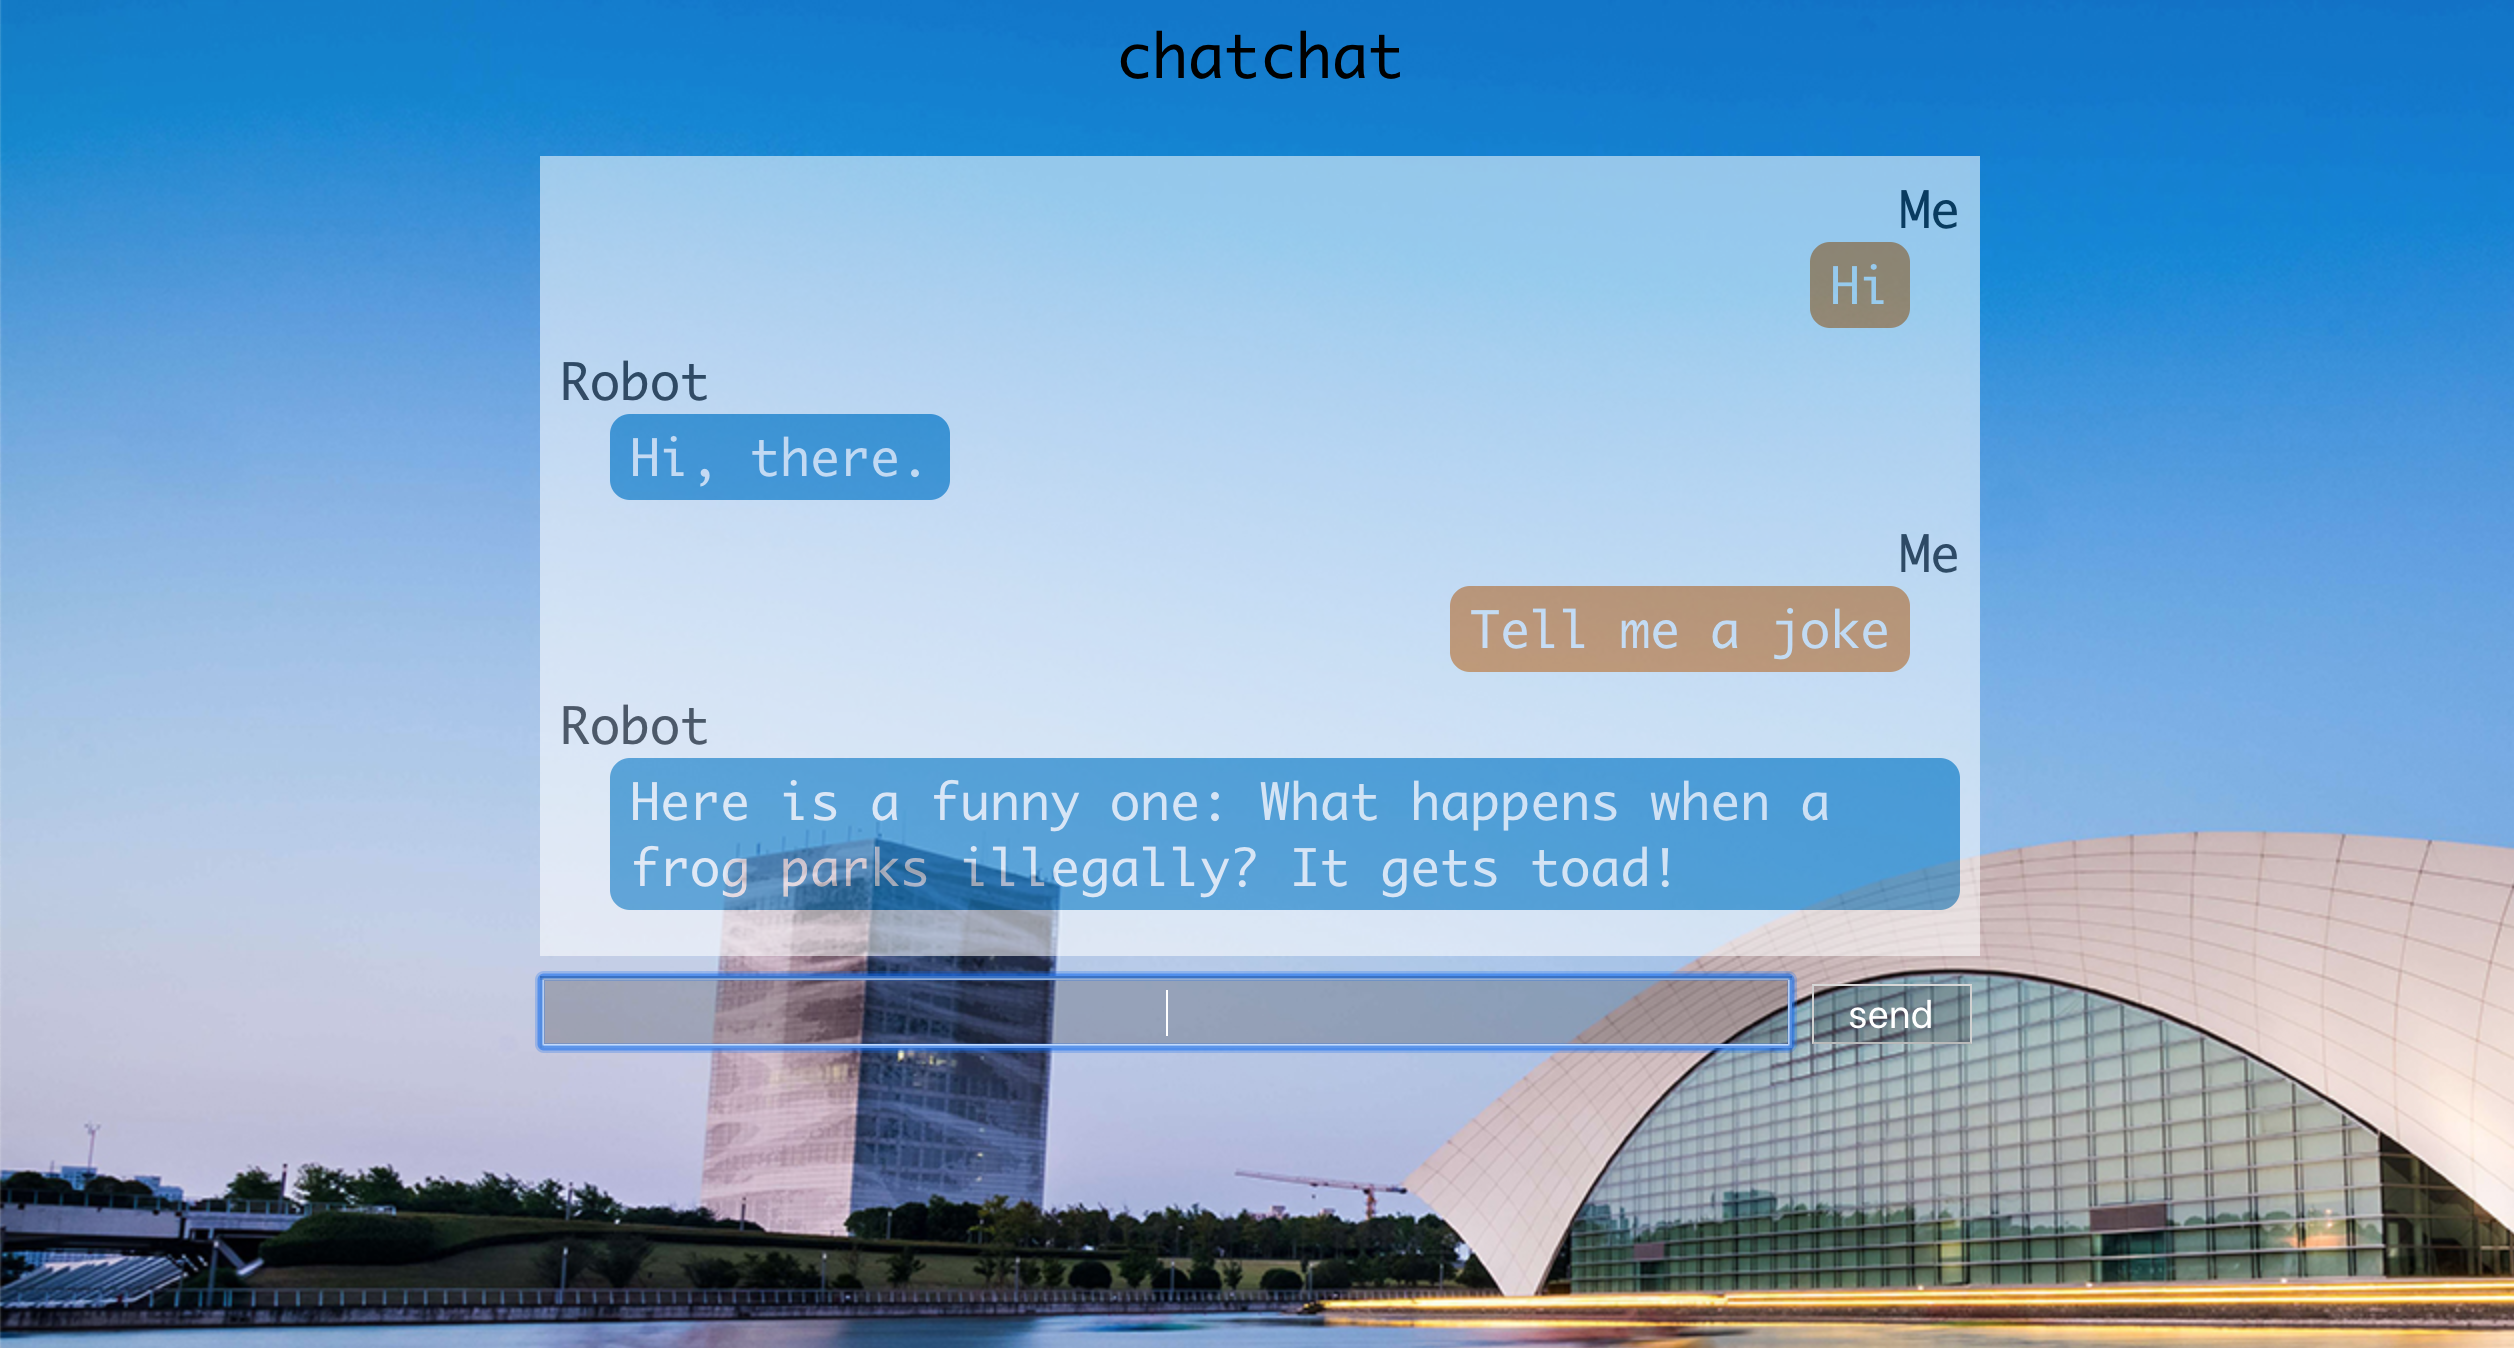 chatchat
Me
Hi
Robot
Hi, there.
Me
Tell me a joke
Robot
Here is a funny one: What happens when a
frog parks illegally? It gets toad!
send